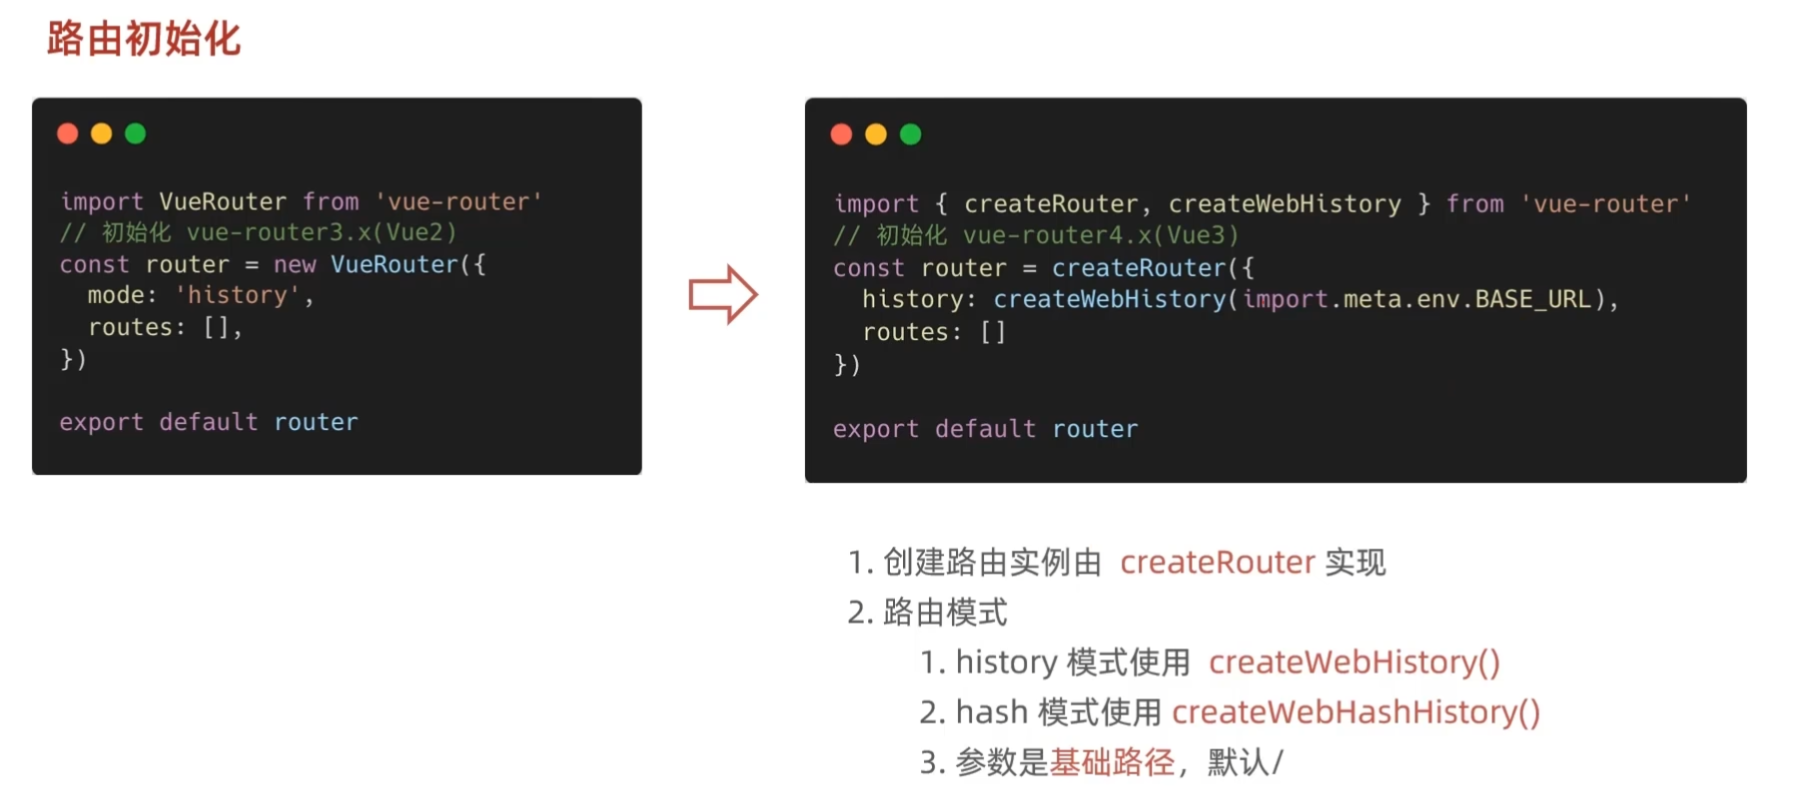 路由初始化
import VueRouter from 'vue-router'
// 初始化 vue-router3.x(Vue2)
const router = new VueRouter({
  mode: 'history',
  routes: [],
})
export default router
import { createRouter, createWebHistory } from 'vue-router'
// 初始化 vue-router4.x(Vue3)
const router = createRouter({
  history: createWebHistory(import.meta.env.BASE_URL),
  routes: []
})
export default router
1. 创建路由实例由 createRouter 实现
2. 路由模式
1. history 模式使用 createWebHistory()
2. hash 模式使用 createWebHashHistory()
3. 参数是基础路径，默认/